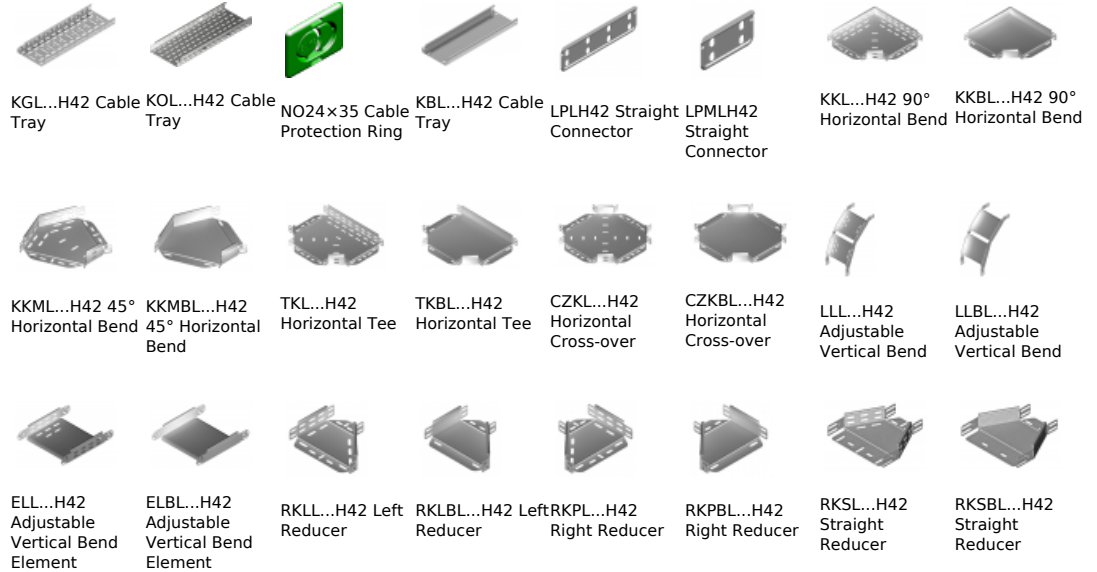 KGL...H42 Cable
Tray
KOL...H42 Cable
Tray
NO24×35 Cable
Protection Ring
KBL...H42 Cable
Tray
LPLH42 Straight
Connector
LPMLH42
Straight
Connector
KKL...H42 90°
Horizontal Bend
KKBL...H42 90°
Horizontal Bend
KKML...H42 45°
Horizontal Bend
KKMBL...H42
45° Horizontal
Bend
TKL...H42
Horizontal Tee
TKBL...H42
Horizontal Tee
CZKL...H42
Horizontal
Cross-over
CZKBL...H42
Horizontal
Cross-over
LLL...H42
Adjustable
Vertical Bend
LLBL...H42
Adjustable
Vertical Bend
ELL...H42
Adjustable
Vertical Bend
Element
ELBL...H42
Adjustable
Vertical Bend
Element
RKLL...H42 Left
Reducer
RKLBL...H42 Left
Reducer
RKPL...H42
Right Reducer
RKPBL...H42
Right Reducer
RKSL...H42
Straight
Reducer
RKSBL...H42
Straight
Reducer